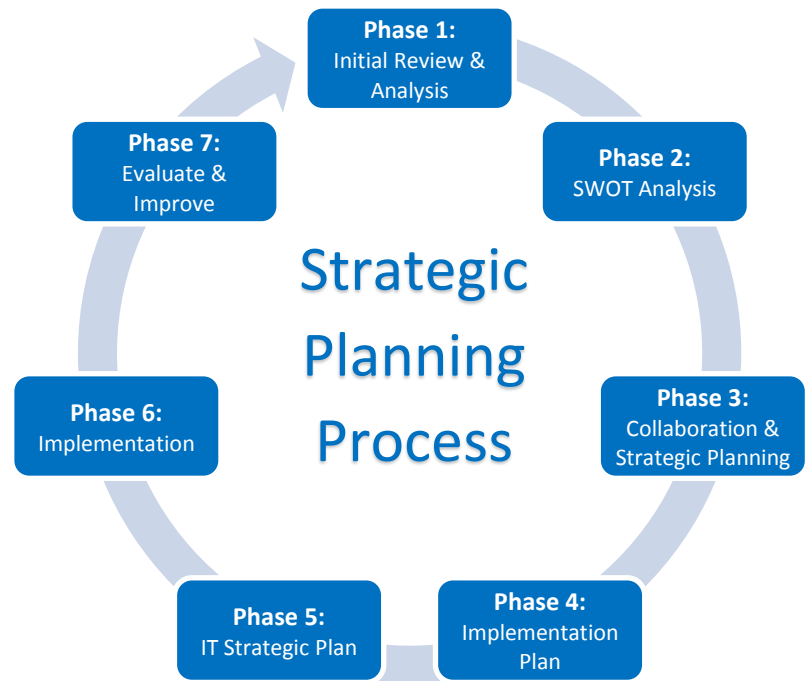 Phase 1:
Initial Review &
Analysis
Phase 2:
SWOT Analysis
Phase 3:
Collaboration &
Strategic Planning
Phase 4:
Implementation
Plan
Phase 5:
IT Strategic Plan
Phase 6:
Implementation
Phase 7:
Evaluate &
Improve
Strategic
Planning
Process